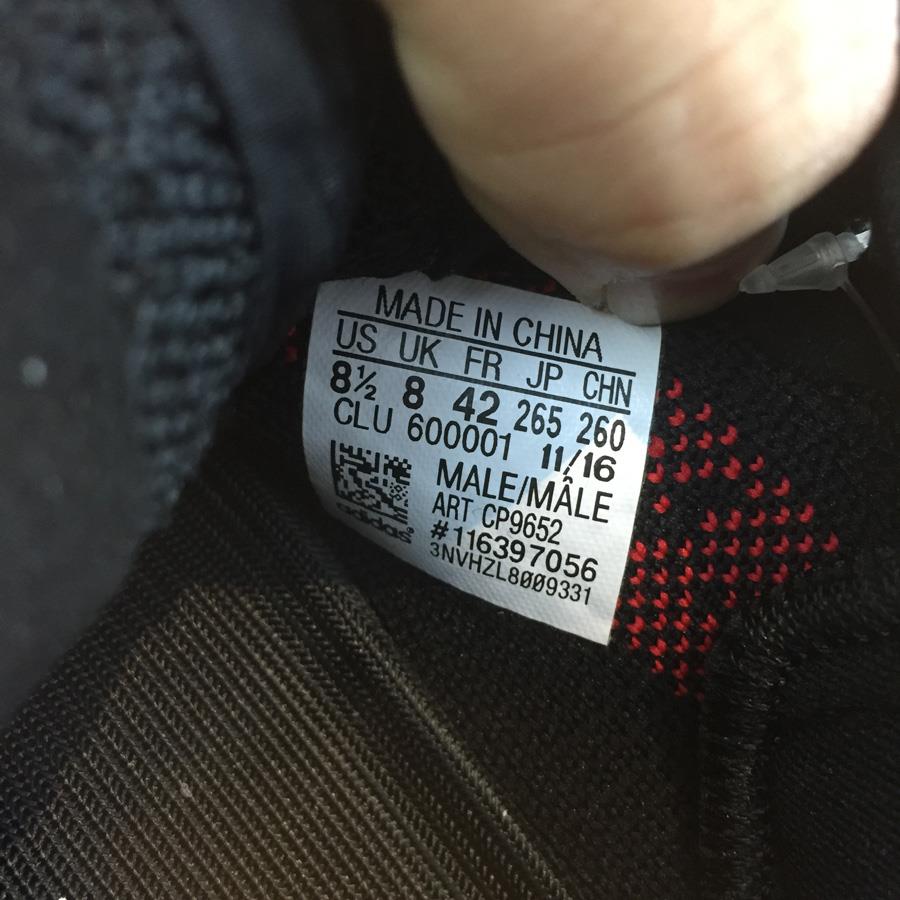 MADE IN CHINA
US UK FR JP CHN
8½ 8 42 265 260
CLU 600001 11/16
MALE/MÂLE
ART CP9652
#116397056
3NVHZL8009331
adidas